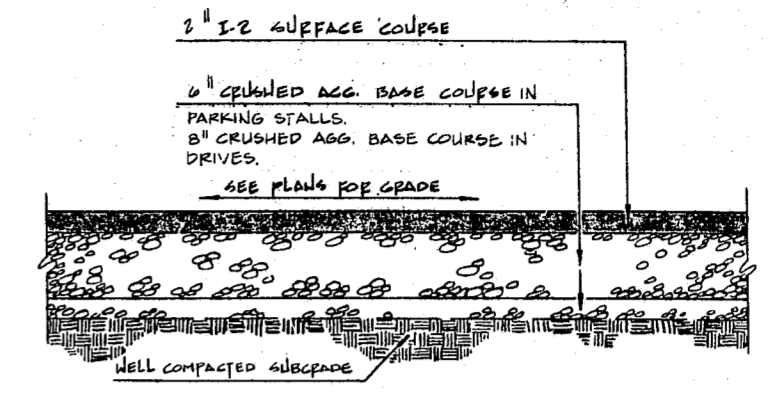 2" I-2 SURFACE COURSE
6" CRUSHED AGG. BASE COURSE IN
PARKING STALLS.
8" CRUSHED AGG. BASE COURSE IN
DRIVES.
SEE PLANS FOR GRADE
WELL COMPACTED SUBGRADE